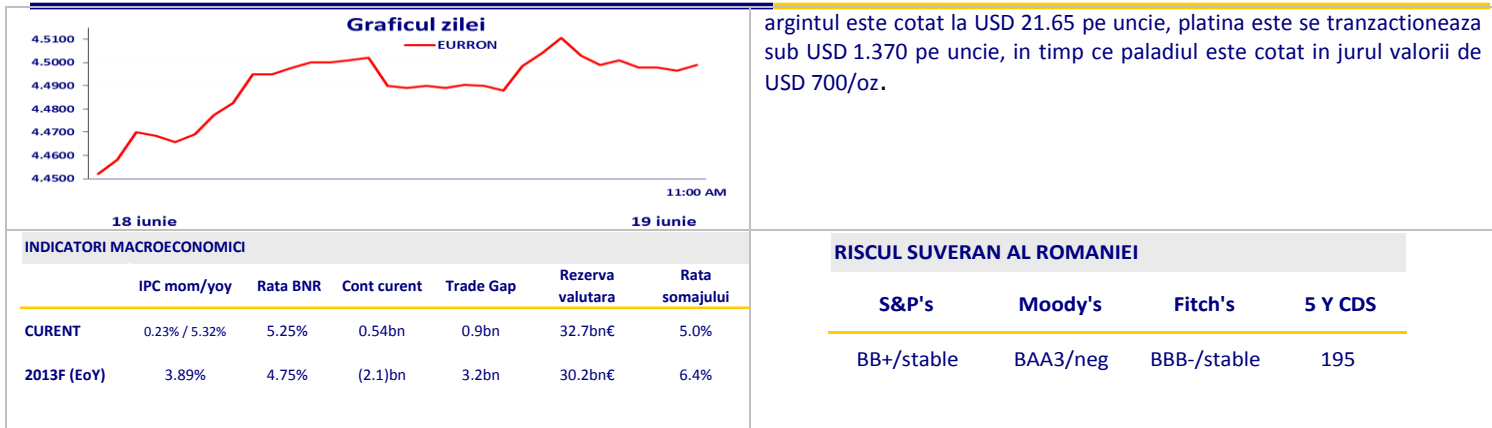 Graficul zilei
EURRON
4.5100
4.5000
4.4900
4.4800
4.4700
4.4600
4.4500
11:00 AM
18 iunie 19 iunie
argintul este cotat la USD 21.65 pe uncie, platina este se tranzactioneaza
sub USD 1.370 pe uncie, in timp ce paladiul este cotat in jurul valorii de
USD 700/oz.
INDICATORI MACROECONOMICI
IPC mom/yoy Rata BNR Cont curent Trade Gap Rezerva valutara Rata somajului
CURENT 0.23% / 5.32% 5.25% 0.54bn 0.9bn 32.7bn€ 5.0%
2013F (EoY) 3.89% 4.75% (2.1)bn 3.2bn 30.2bn€ 6.4%
RISCUL SUVERAN AL ROMANIEI
S&P's Moody's Fitch's 5 Y CDS
BB+/stable BAA3/neg BBB-/stable 195